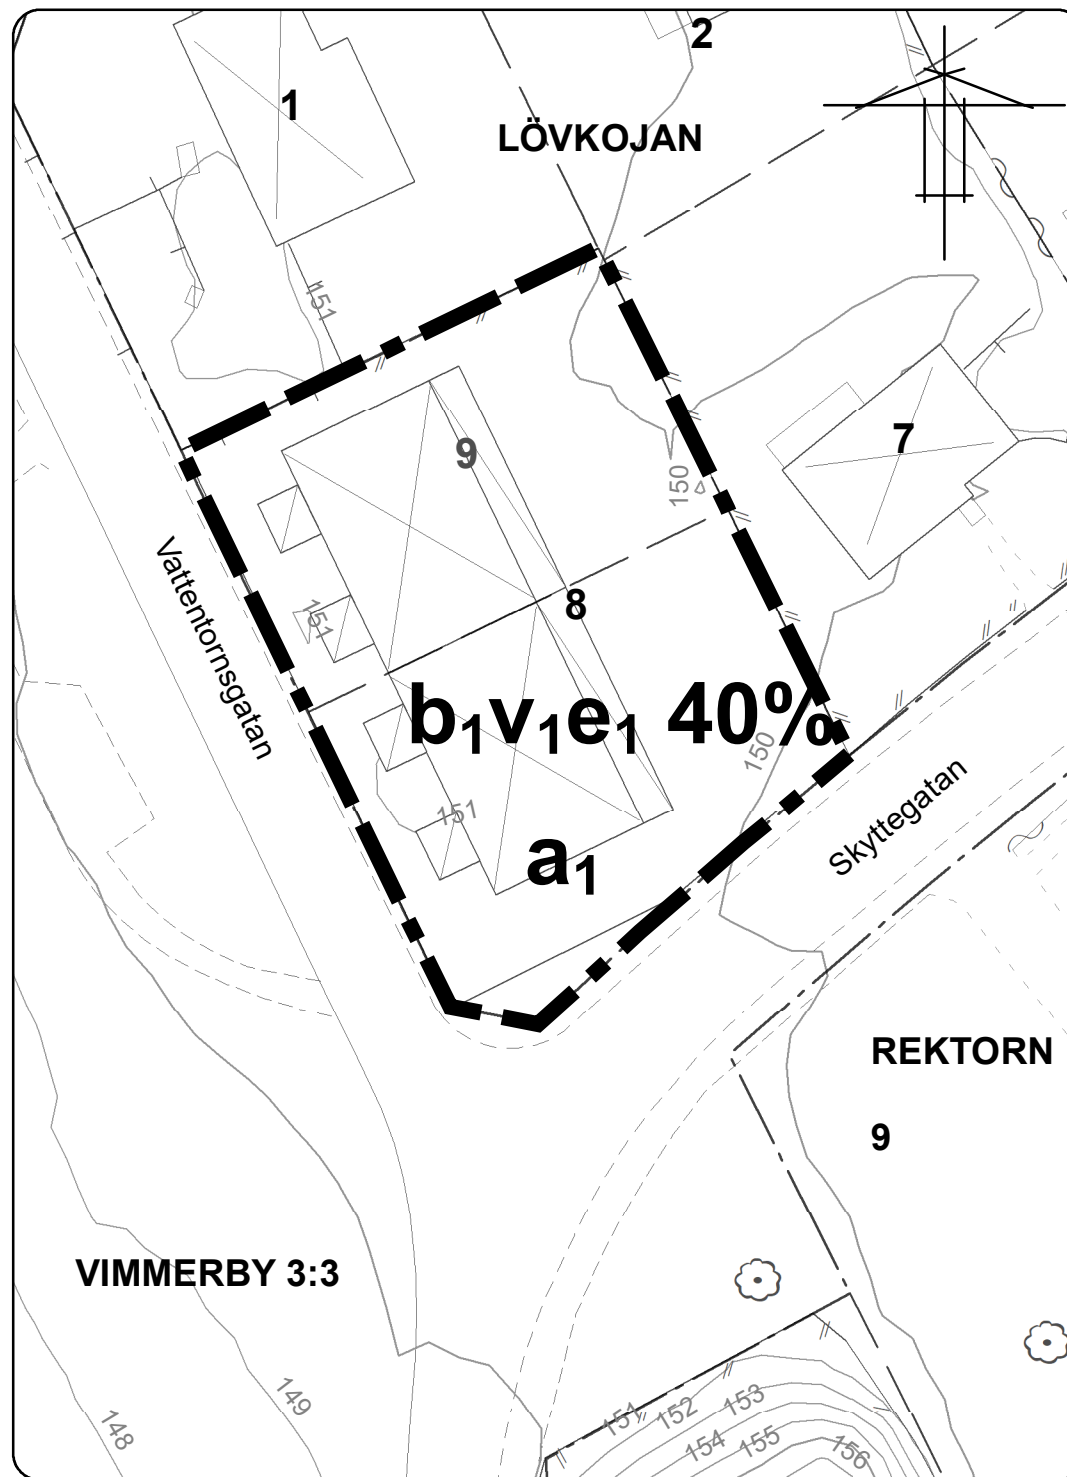 2
1
LÖVKOJAN
151
9
7
150
Vattentornsgatan
151
8
b₁v₁e₁ 40%
150
Skyttegatan
151
a₁
REKTORN
9
VIMMERBY 3:3
149
148
151
152
153
154
155
156